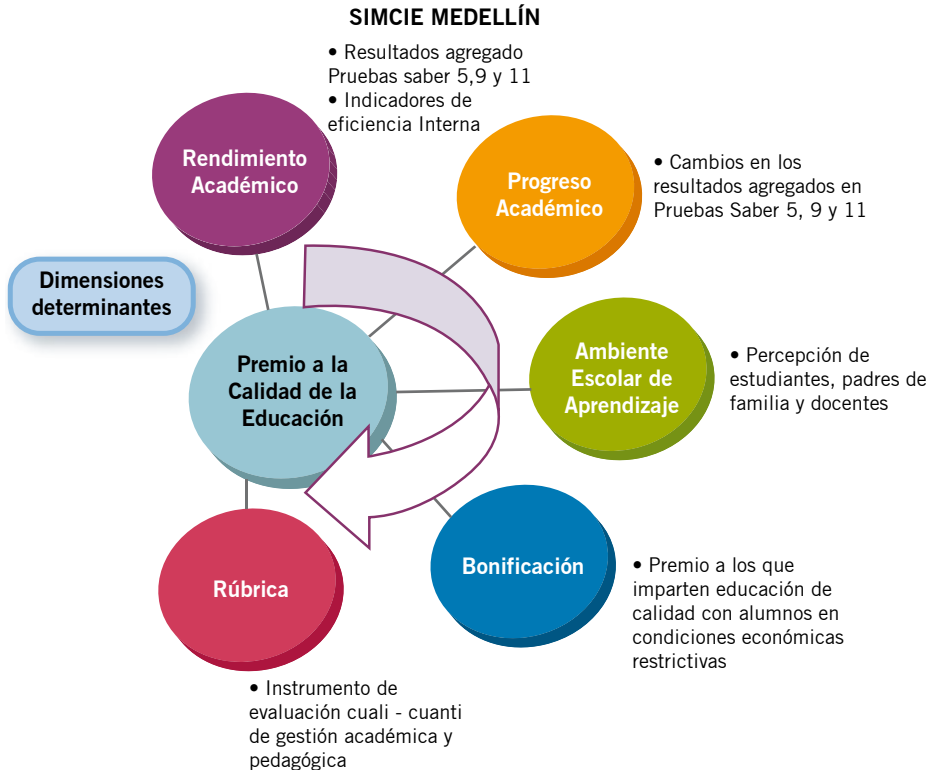 SIMCIE MEDELLÍN
• Resultados agregado
Pruebas saber 5,9 y 11
• Indicadores de
eficiencia Interna
Rendimiento
Académico
Progreso
Académico
• Cambios en los
resultados agregados en
Pruebas Saber 5, 9 y 11
Dimensiones
determinantes
Premio a la
Calidad de la
Educación
Ambiente
Escolar de
Aprendizaje
• Percepción de
estudiantes, padres de
familia y docentes
Bonificación
• Premio a los que
imparten educación de
calidad con alumnos en
condiciones económicas
restrictivas
Rúbrica
• Instrumento de
evaluación cuali - cuanti
de gestión académica y
pedagógica